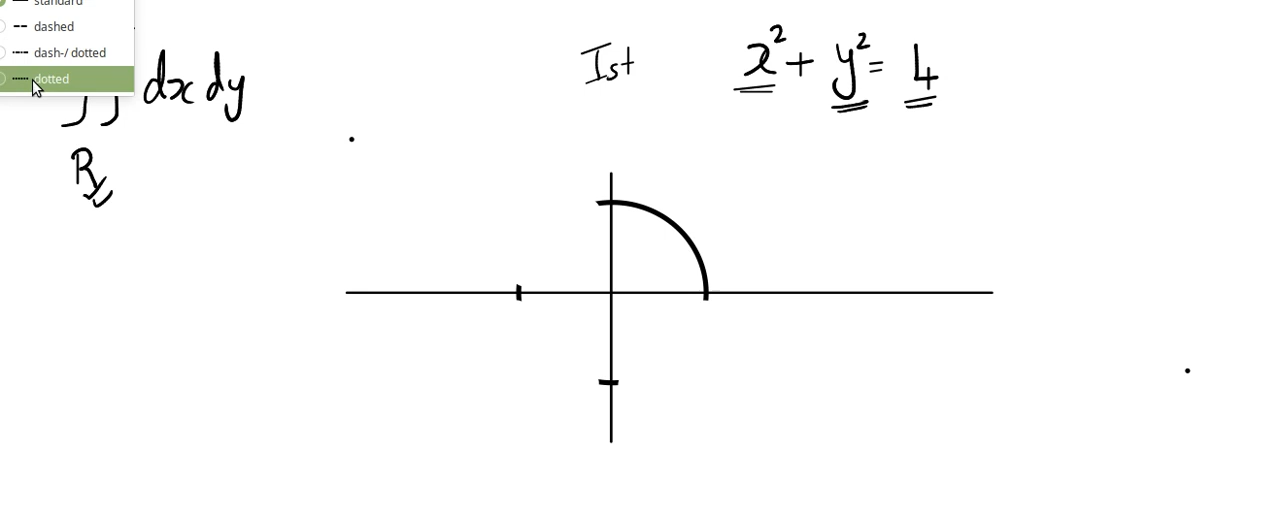 standard
dashed
dash-/ dotted
dotted
∬ dx dy
R
Ist x² + y² = 4